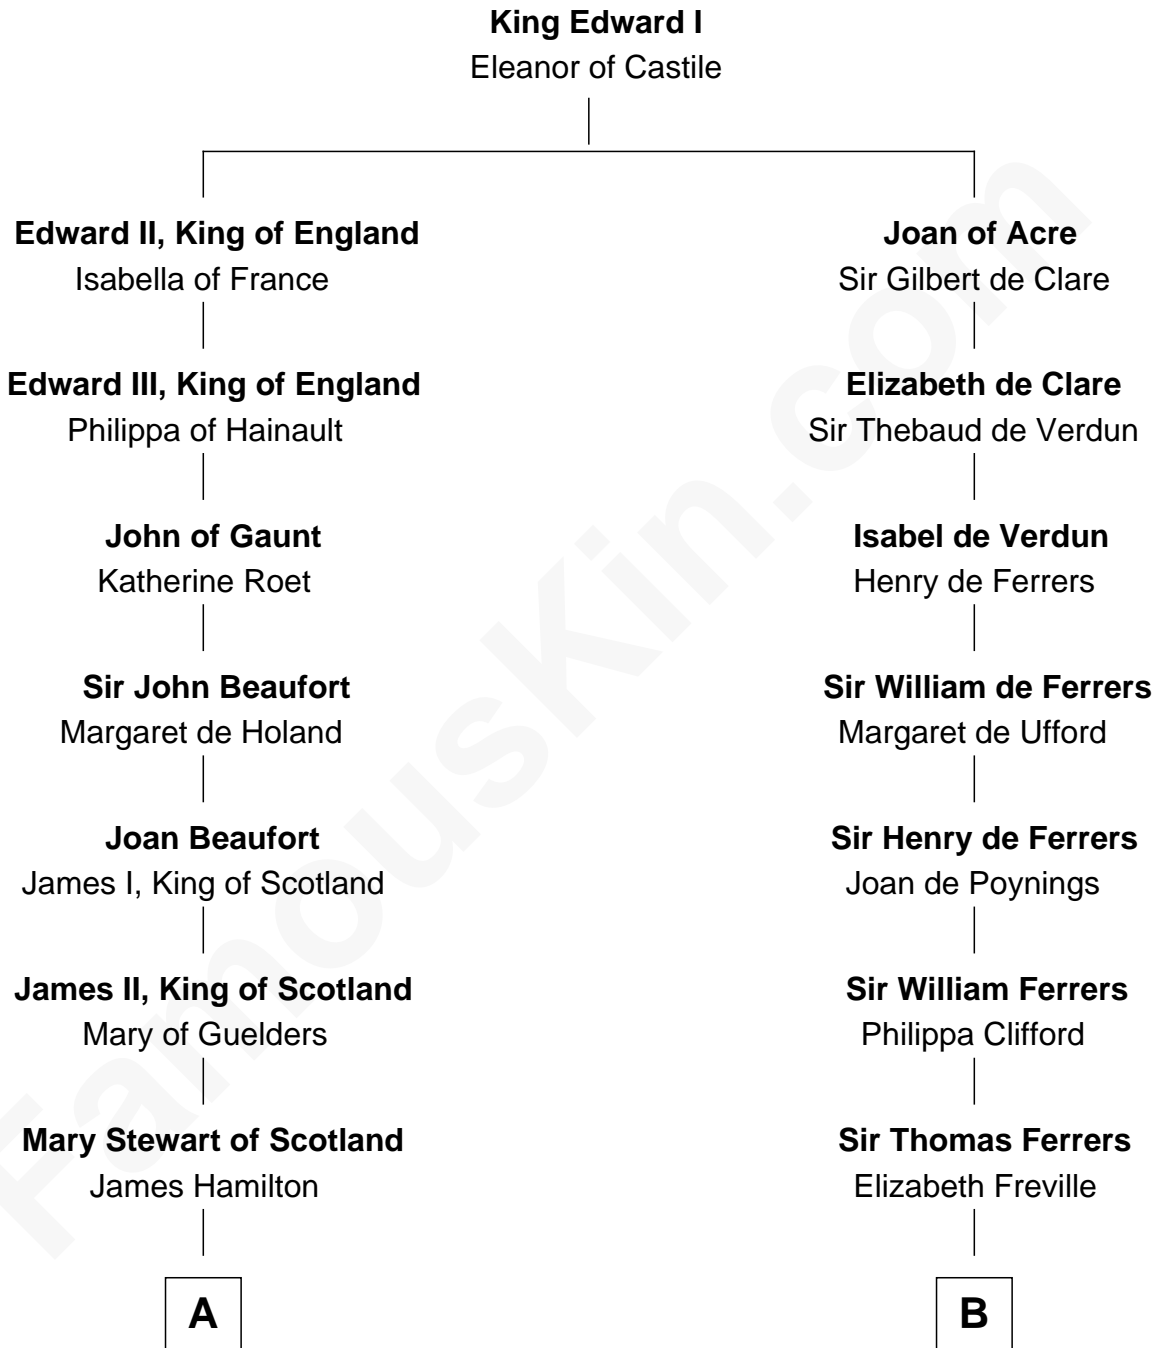 King Edward I
Eleanor of Castile
Edward II, King of England
Isabella of France
Joan of Acre
Sir Gilbert de Clare
Edward III, King of England
Philippa of Hainault
Elizabeth de Clare
Sir Thebaud de Verdun
John of Gaunt
Katherine Roet
Isabel de Verdun
Henry de Ferrers
Sir John Beaufort
Margaret de Holand
Sir William de Ferrers
Margaret de Ufford
Joan Beaufort
James I, King of Scotland
Sir Henry de Ferrers
Joan de Poynings
James II, King of Scotland
Mary of Guelders
Sir William Ferrers
Philippa Clifford
Mary Stewart of Scotland
James Hamilton
Sir Thomas Ferrers
Elizabeth Freville
A
B
FamousKin.com